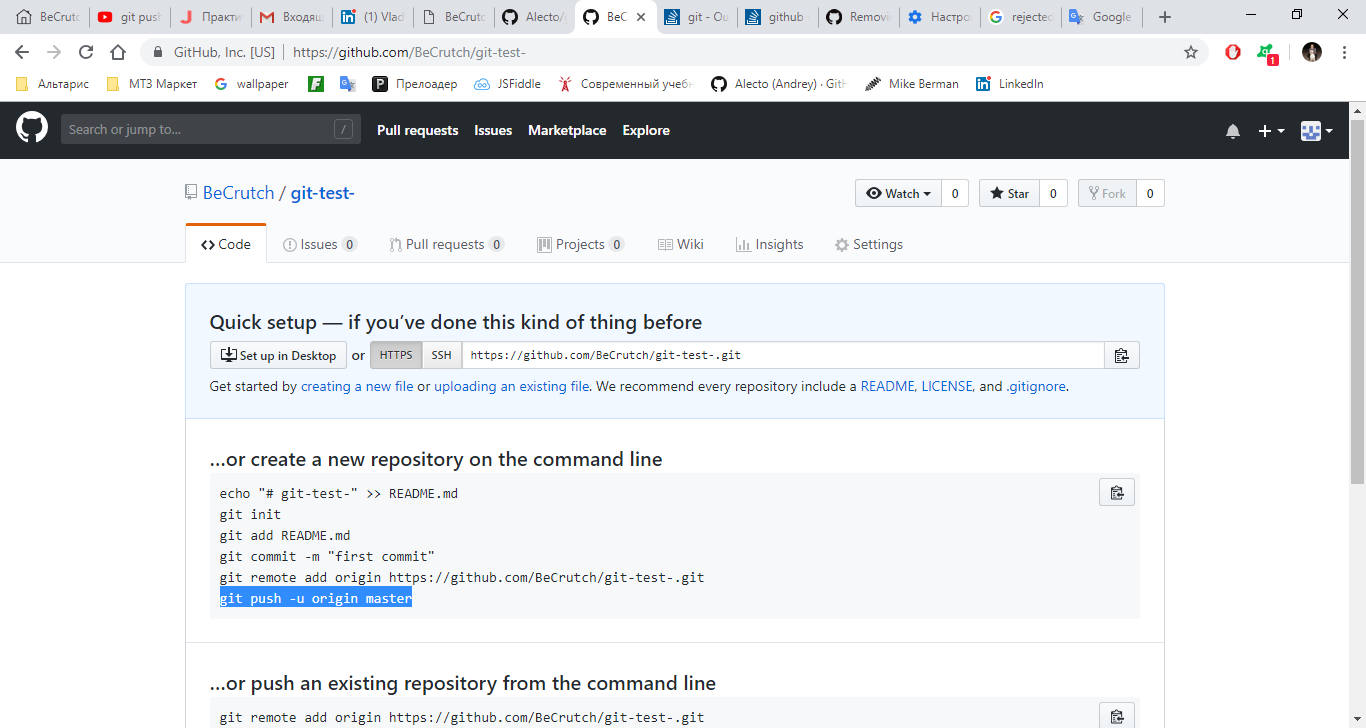 BeCrutc
git push
Практи
Входящ
(1) Vlad
BeCrutc
Alecto/
BeC
git - Ou
github -
Removi
Настро
rejected
Google
GitHub, Inc. [US] | https://github.com/BeCrutch/git-test-
1
Альтарис
МТЗ Маркет
wallpaper
Прелоадер
JSFiddle
Современный учебн
Alecto (Andrey) · GitH
Mike Berman
LinkedIn
Search or jump to... /
Pull requests Issues Marketplace Explore
BeCrutch / git-test-
Watch 0 Star 0 Fork 0
Code Issues 0 Pull requests 0 Projects 0 Wiki Insights Settings
Quick setup — if you’ve done this kind of thing before
Set up in Desktop or HTTPS SSH https://github.com/BeCrutch/git-test-.git
Get started by creating a new file or uploading an existing file. We recommend every repository include a README, LICENSE, and .gitignore.
…or create a new repository on the command line
echo "# git-test-" >> README.md
git init
git add README.md
git commit -m "first commit"
git remote add origin https://github.com/BeCrutch/git-test-.git
git push -u origin master
…or push an existing repository from the command line
git remote add origin https://github.com/BeCrutch/git-test-.git